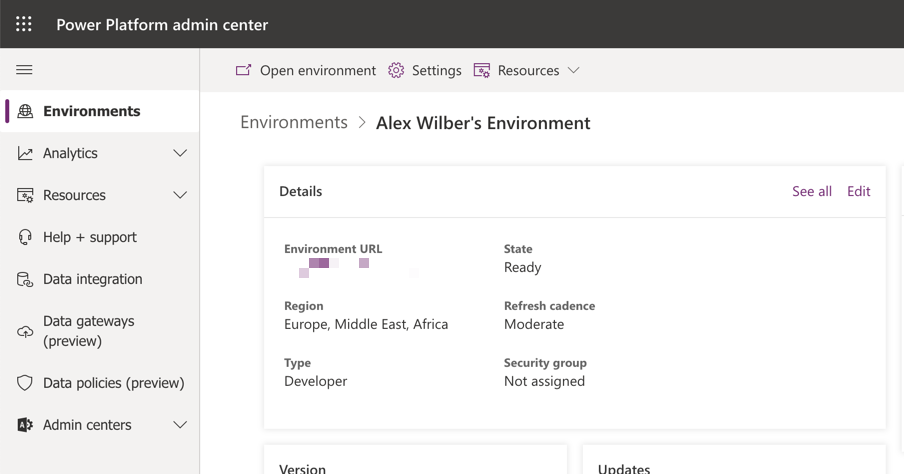 Power Platform admin center
Open environment
Settings
Resources
Environments
Analytics
Resources
Help + support
Data integration
Data gateways
(preview)
Data policies (preview)
Admin centers
Environments > Alex Wilber's Environment
Details
See all
Edit
Environment URL
State
Ready
Region
Europe, Middle East, Africa
Refresh cadence
Moderate
Type
Developer
Security group
Not assigned
Version
Updates